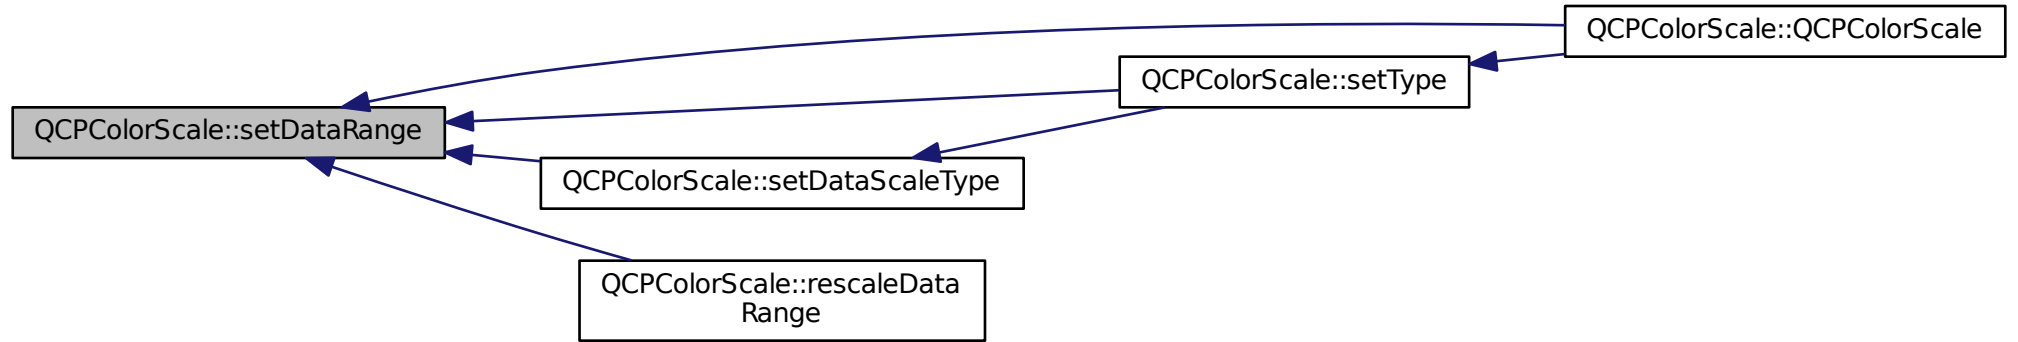 QCPColorScale::QCPColorScale
QCPColorScale::setType
QCPColorScale::setDataRange
QCPColorScale::setDataScaleType
QCPColorScale::rescaleData
Range